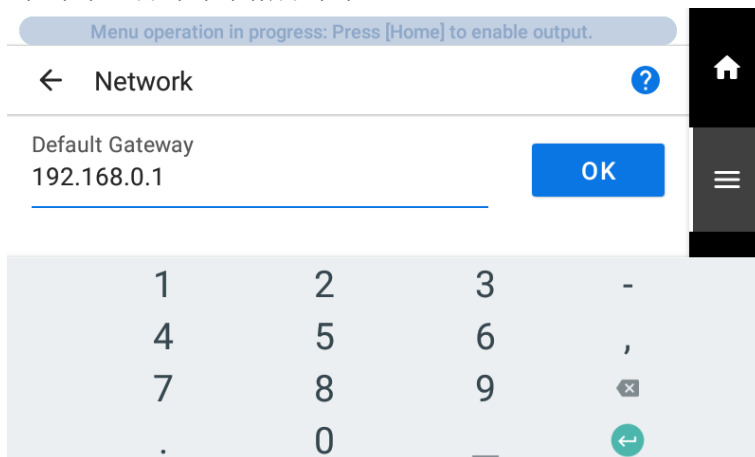 Menu operation in progress: Press [Home] to enable output.
Network
?
Default Gateway
192.168.0.1
OK
1 2 3 -
4 5 6 ,
7 8 9
. 0 _